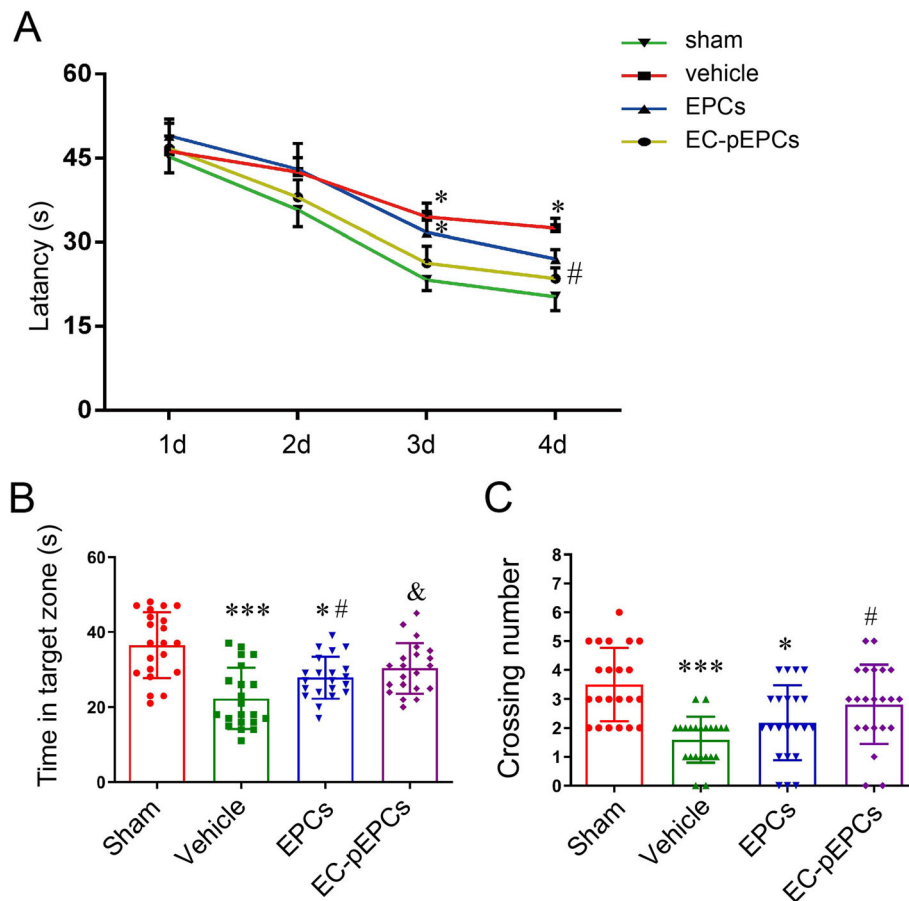 A
sham
vehicle
EPCs
EC-pEPCs
Latancy (s)
60
45
30
15
0
*
*
*
#
1d 2d 3d 4d
B
Time in target zone (s)
60
40
20
0
*** * # &
Sham Vehicle EPCs EC-pEPCs
C
Crossing number
8
7
6
5
4
3
2
1
0
*** * #
Sham Vehicle EPCs EC-pEPCs